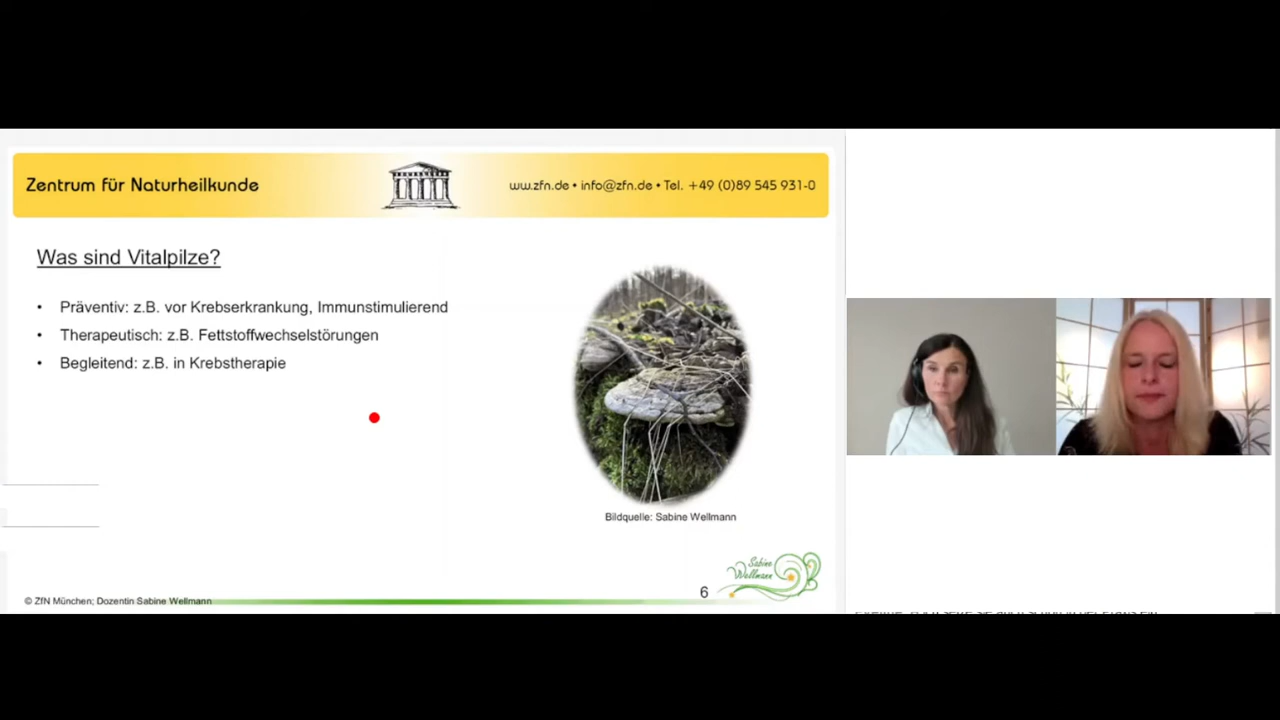 Zentrum für Naturheilkunde
ww.zfn.de • info@zfn.de • Tel. +49 (0)89 545 931-0
Was sind Vitalpilze?
• Präventiv: z.B. vor Krebserkrankung, Immunstimulierend
• Therapeutisch: z.B. Fettstoffwechselstörungen
• Begleitend: z.B. in Krebstherapie
Bildquelle: Sabine Wellmann
Sabine
Wellmann
6
© ZfN München; Dozentin Sabine Wellmann